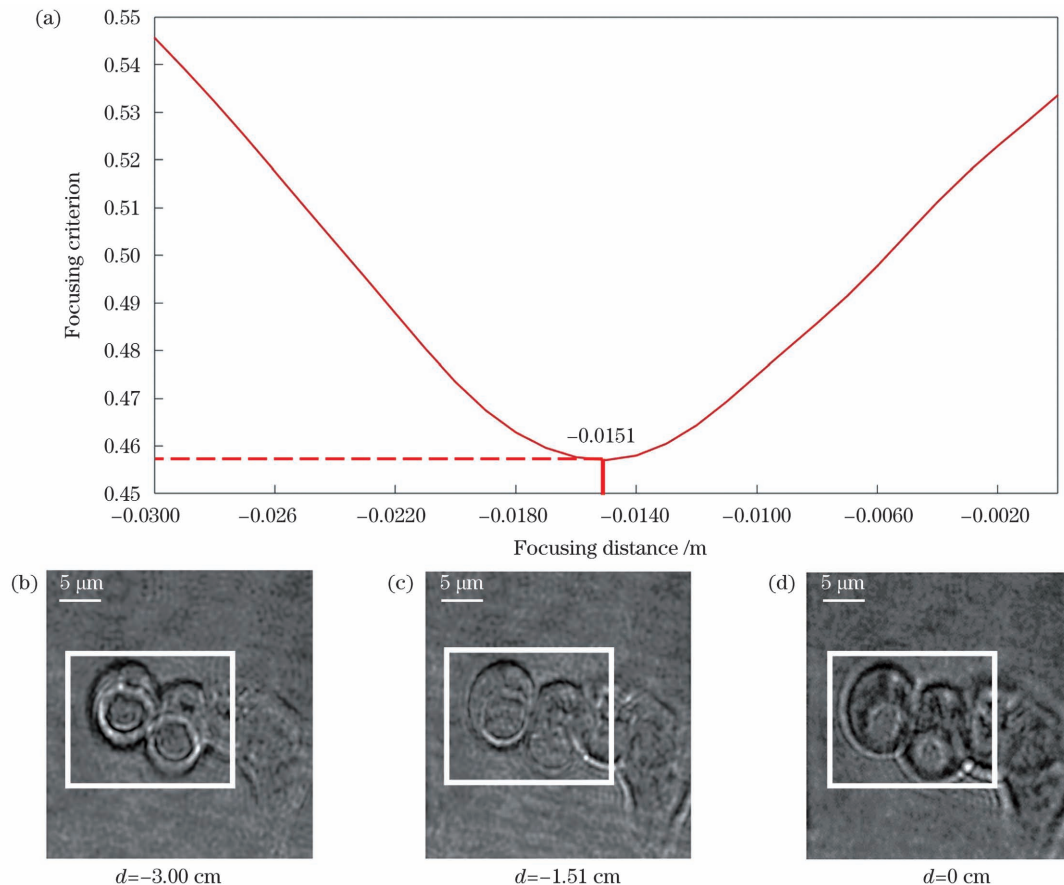 (a)
0.55
0.54
0.53
0.52
0.51
0.50
0.49
0.48
0.47
0.46
0.45
Focusing criterion
−0.0151
−0.0300 −0.026 −0.0220 −0.0180 −0.0140 −0.0100 −0.0060 −0.0020
Focusing distance /m
(b) 5 μm (c) 5 μm (d) 5 μm
d=−3.00 cm d=−1.51 cm d=0 cm